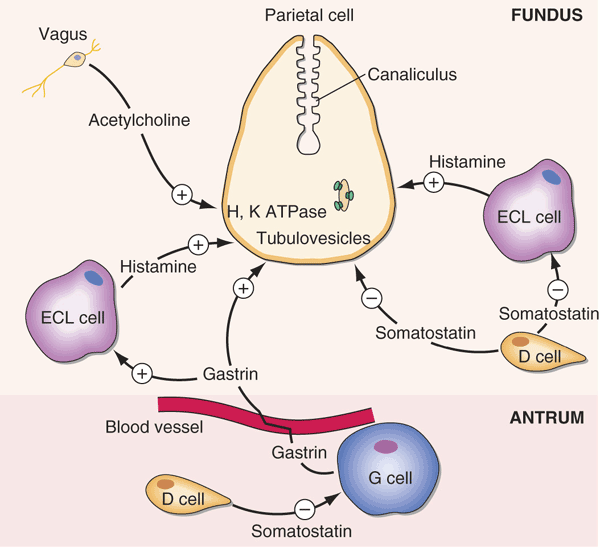 Parietal cell
FUNDUS
Vagus
Canaliculus
Acetylcholine
+
Histamine
+
H, K ATPase
ECL cell
Tubulovesicles
+
Histamine
+
−
−
ECL cell
Somatostatin
Somatostatin
D cell
+
Gastrin
ANTRUM
Blood vessel
Gastrin
G cell
D cell
−
Somatostatin